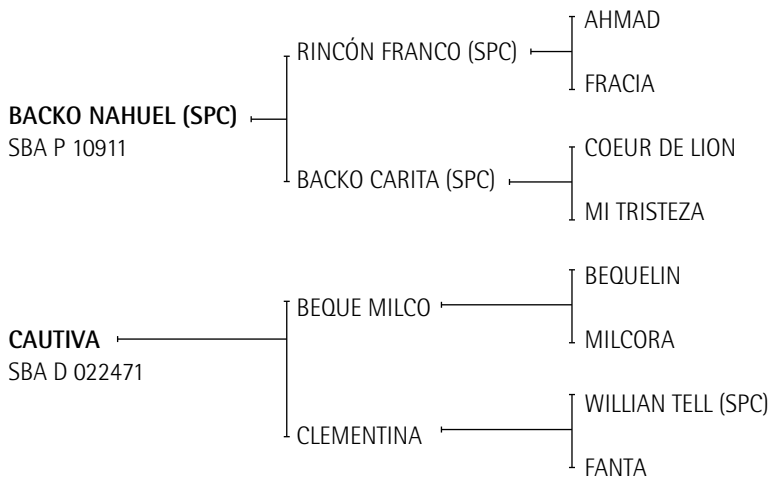 AHMAD
RINCÓN FRANCO (SPC)
FRACIA
BACKO NAHUEL (SPC)
SBA P 10911
COEUR DE LION
BACKO CARITA (SPC)
MI TRISTEZA
BEQUELIN
BEQUE MILCO
MILCORA
CAUTIVA
SBA D 022471
WILLIAN TELL (SPC)
CLEMENTINA
FANTA